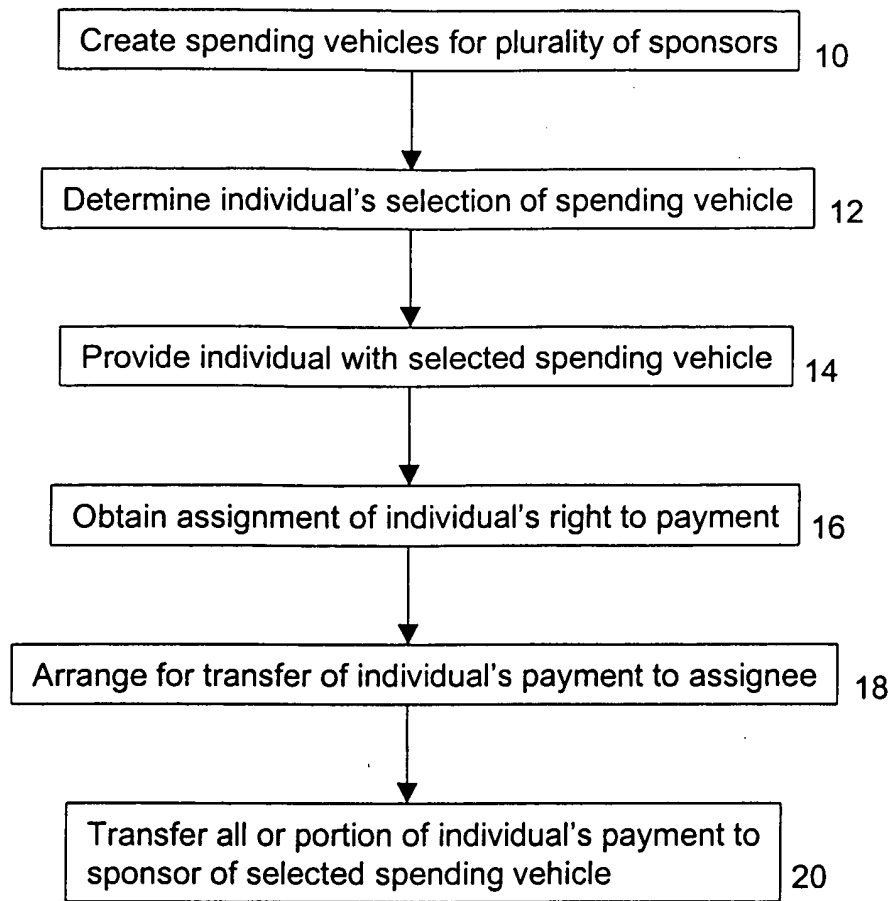 Create spending vehicles for plurality of sponsors
10
Determine individual's selection of spending vehicle
12
Provide individual with selected spending vehicle
14
Obtain assignment of individual's right to payment
16
Arrange for transfer of individual's payment to assignee
18
Transfer all or portion of individual's payment to
sponsor of selected spending vehicle
20